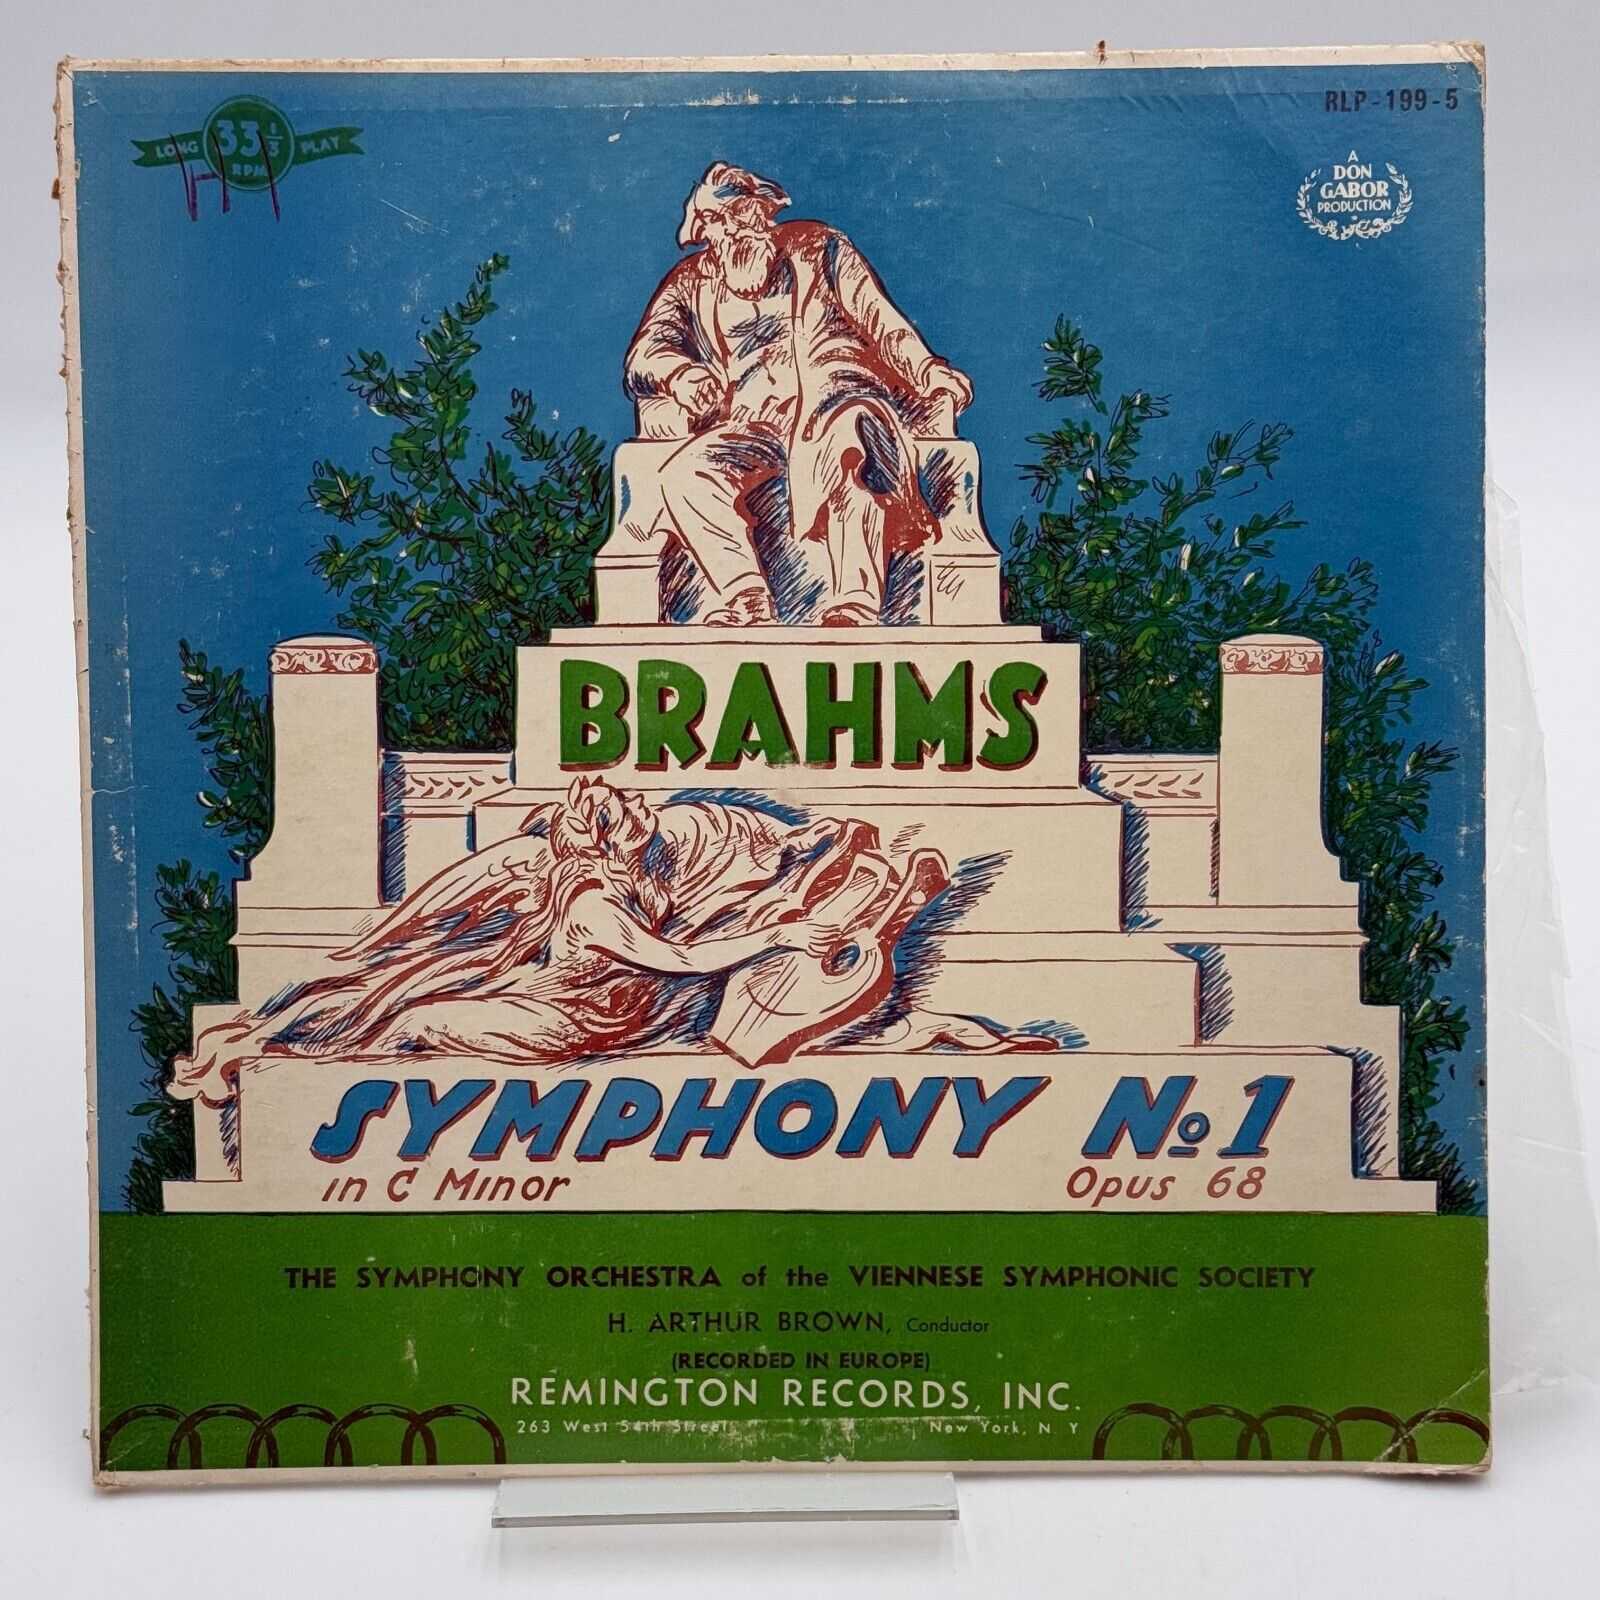 RLP-199-5
LONG 33 1/3 PLAY
RPM
A
DON
GABOR
PRODUCTION
BRAHMS
SYMPHONY No 1
in C Minor Opus 68
THE SYMPHONY ORCHESTRA of the VIENNESE SYMPHONIC SOCIETY
H. ARTHUR BROWN, Conductor
(RECORDED IN EUROPE)
REMINGTON RECORDS, INC.
263 West 54th Street New York, N Y